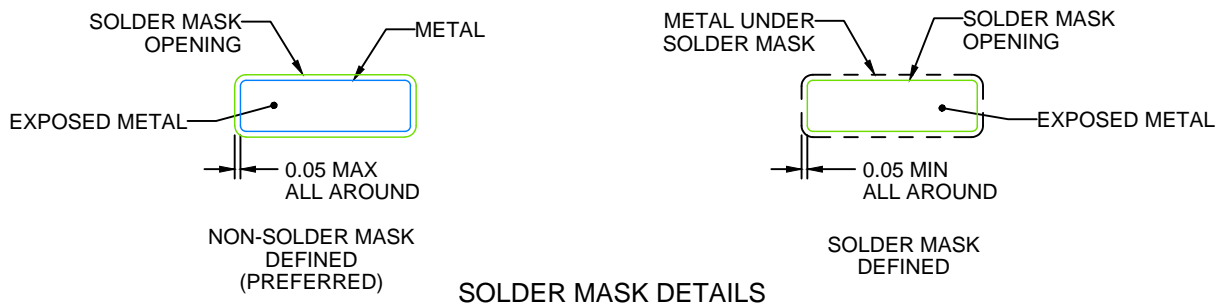 SOLDER MASK
OPENING
METAL
EXPOSED METAL
0.05 MAX
ALL AROUND
NON-SOLDER MASK
DEFINED
(PREFERRED)
METAL UNDER
SOLDER MASK
SOLDER MASK
OPENING
EXPOSED METAL
0.05 MIN
ALL AROUND
SOLDER MASK
DEFINED
SOLDER MASK DETAILS